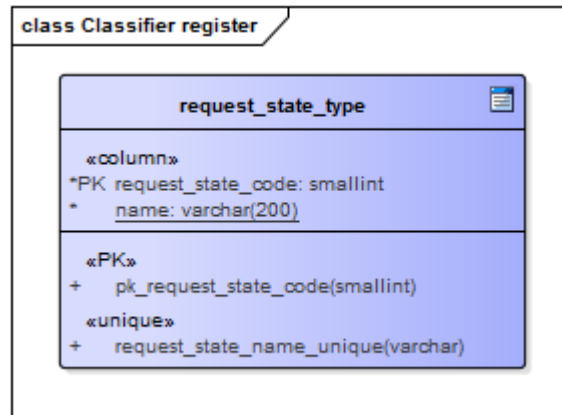 class Classifier register
request_state_type
«column»
*PK request_state_code: smallint
* name: varchar(200)
«PK»
+ pk_request_state_code(smallint)
«unique»
+ request_state_name_unique(varchar)